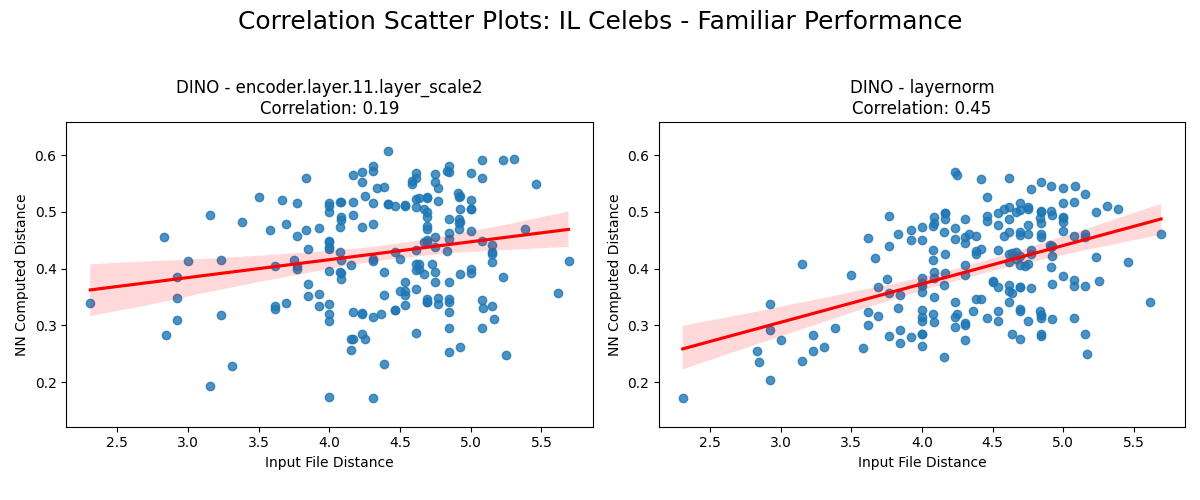 Correlation Scatter Plots: IL Celebs - Familiar Performance
DINO - encoder.layer.11.layer_scale2
Correlation: 0.19
NN Computed Distance
0.6
0.5
0.4
0.3
0.2
2.5 3.0 3.5 4.0 4.5 5.0 5.5
Input File Distance
DINO - layernorm
Correlation: 0.45
NN Computed Distance
0.6
0.5
0.4
0.3
0.2
2.5 3.0 3.5 4.0 4.5 5.0 5.5
Input File Distance